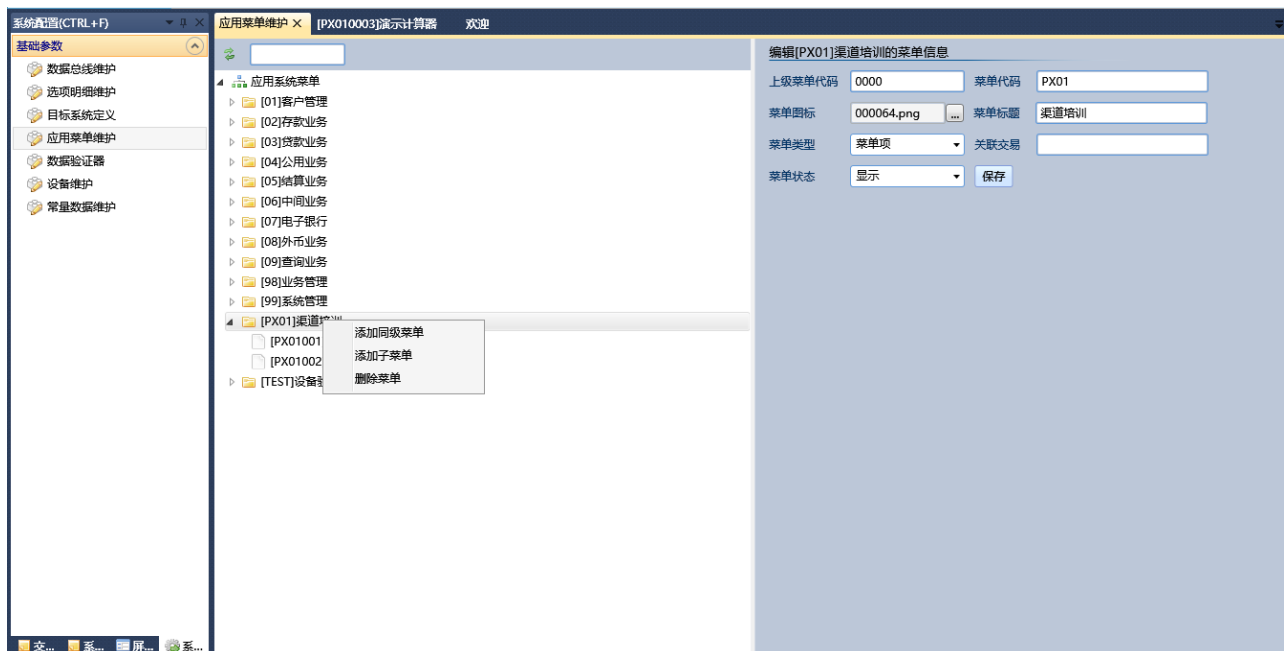 系统配置(CTRL+F)
基础参数
数据总线维护
选项明细维护
目标系统定义
应用菜单维护
数据验证器
设备维护
常量数据维护
交...
系...
屏...
系...
应用菜单维护
[PX010003]演示计算器
欢迎
应用系统菜单
[01]客户管理
[02]存款业务
[03]贷款业务
[04]公用业务
[05]结算业务
[06]中间业务
[07]电子银行
[08]外币业务
[09]查询业务
[98]业务管理
[99]系统管理
[PX01]渠道培训
[PX01001
[PX01002
[TEST]设备
添加同级菜单
添加子菜单
删除菜单
编辑[PX01]渠道培训的菜单信息
上级菜单代码 0000 菜单代码 PX01
菜单图标 000064.png ... 菜单标题 渠道培训
菜单类型 菜单项 关联交易
菜单状态 显示 保存